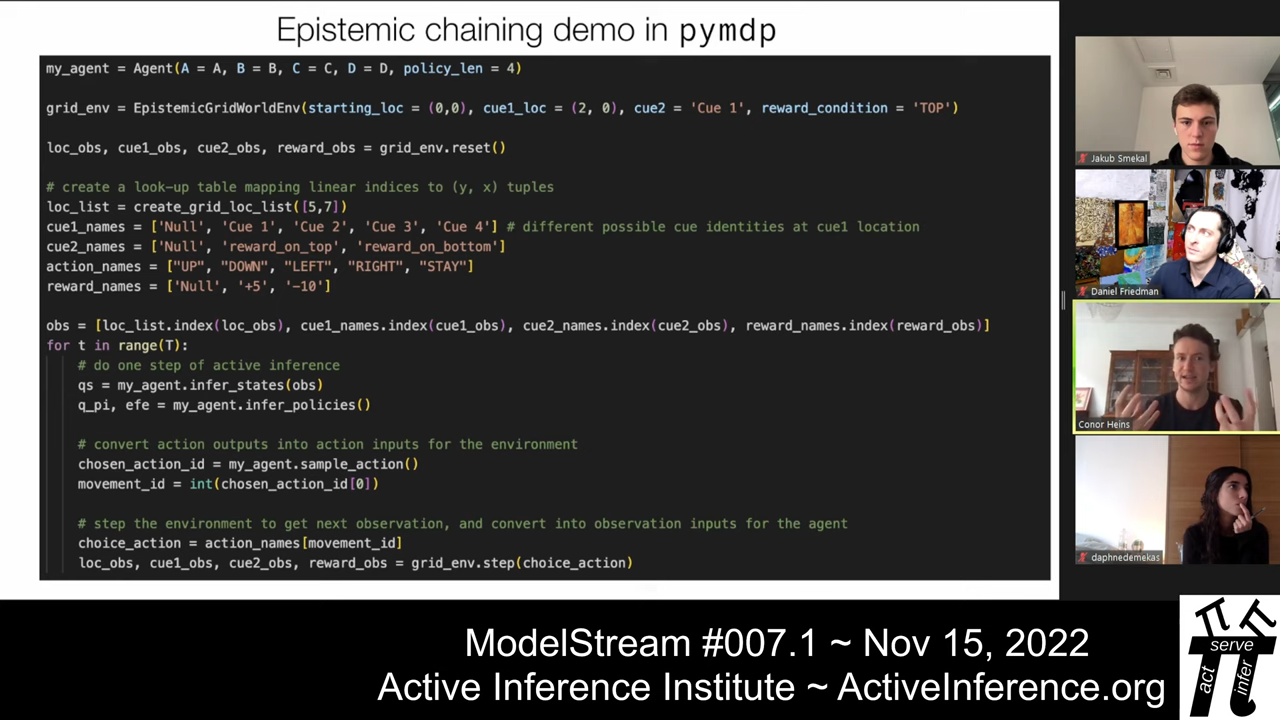 Epistemic chaining demo in pymdp
my_agent = Agent(A = A, B = B, C = C, D = D, policy_len = 4)
grid_env = EpistemicGridWorldEnv(starting_loc = (0,0), cue1_loc = (2, 0), cue2 = 'Cue 1', reward_condition = 'TOP')
loc_obs, cue1_obs, cue2_obs, reward_obs = grid_env.reset()
# create a look-up table mapping linear indices to (y, x) tuples
loc_list = create_grid_loc_list([5,7])
cue1_names = ['Null', 'Cue 1', 'Cue 2', 'Cue 3', 'Cue 4'] # different possible cue identities at cue1 location
cue2_names = ['Null', 'reward_on_top', 'reward_on_bottom']
action_names = ["UP", "DOWN", "LEFT", "RIGHT", "STAY"]
reward_names = ['Null', '+5', '-10']
obs = [loc_list.index(loc_obs), cue1_names.index(cue1_obs), cue2_names.index(cue2_obs), reward_names.index(reward_obs)]
for t in range(T):
# do one step of active inference
qs = my_agent.infer_states(obs)
q_pi, efe = my_agent.infer_policies()
# convert action outputs into action inputs for the environment
chosen_action_id = my_agent.sample_action()
movement_id = int(chosen_action_id[0])
# step the environment to get next observation, and convert into observation inputs for the agent
choice_action = action_names[movement_id]
loc_obs, cue1_obs, cue2_obs, reward_obs = grid_env.step(choice_action)
Jakub Smekal
Daniel Friedman
Conor Heins
daphnedemekas
ModelStream #007.1 ~ Nov 15, 2022
Active Inference Institute ~ ActiveInference.org
serve
act
infer